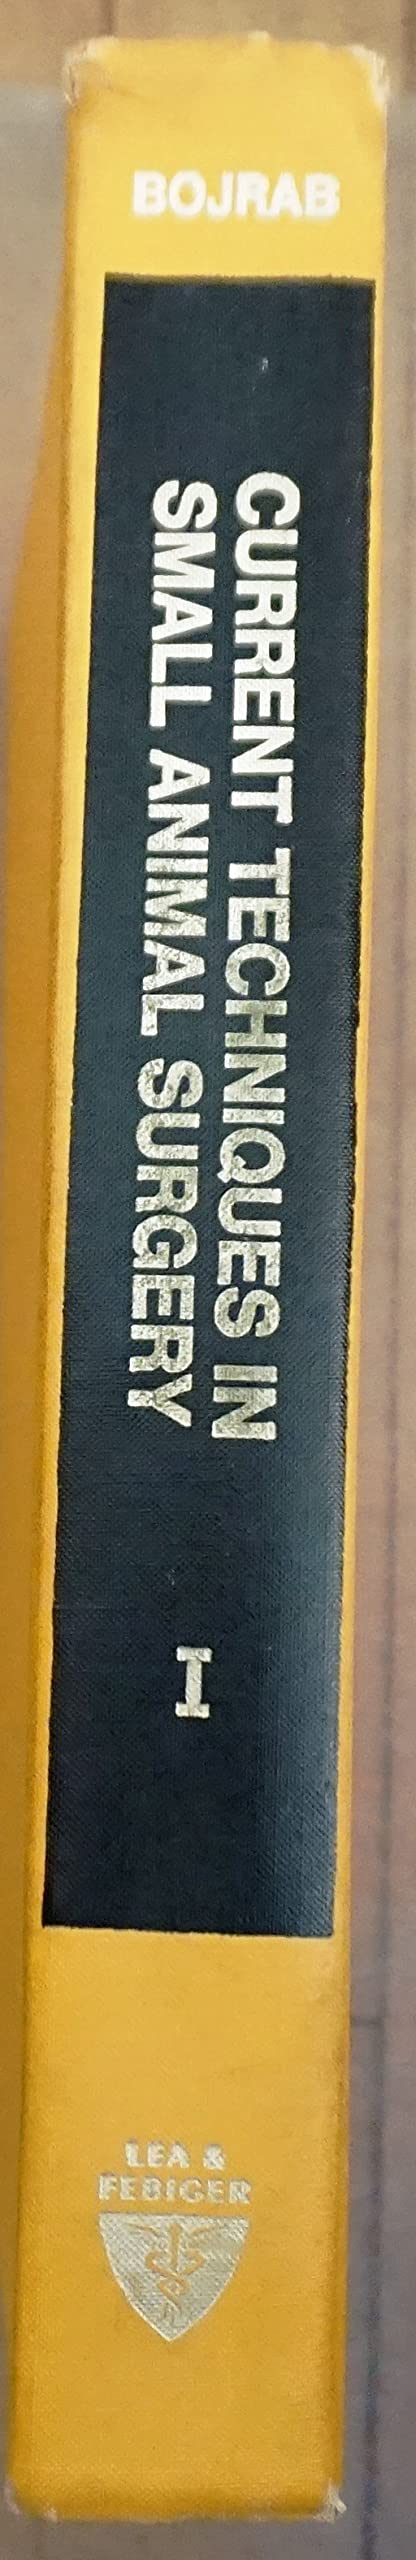 BOJRAB
CURRENT TECHNIQUES IN
SMALL ANIMAL SURGERY
I
LEA &
FEBIGER